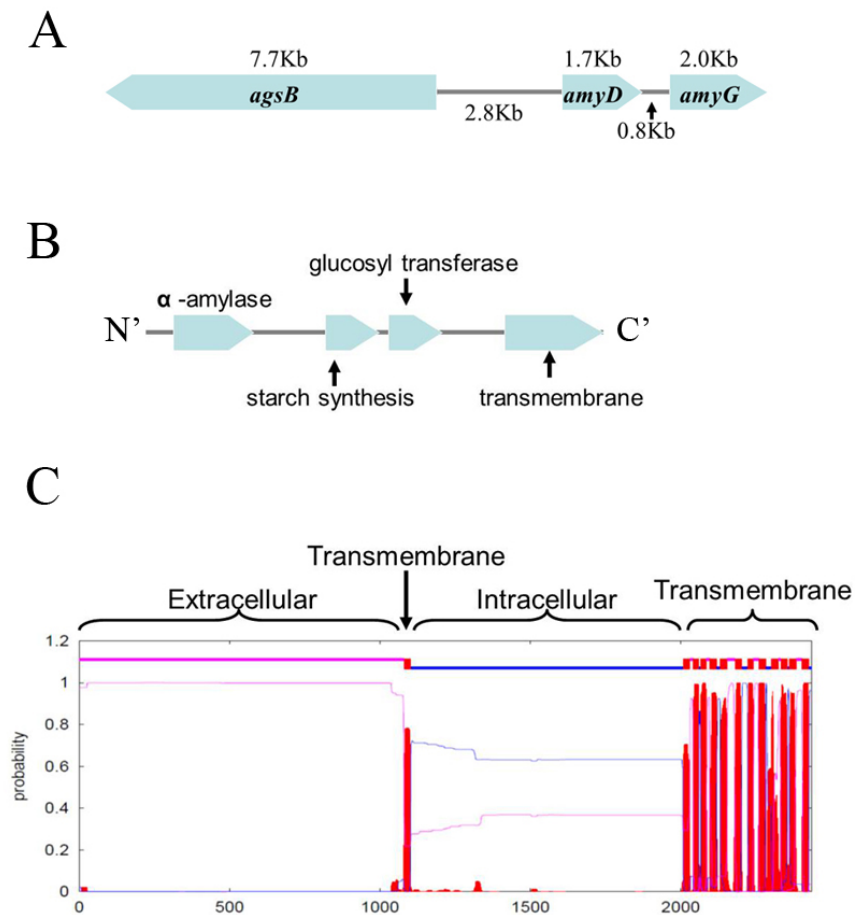 A
7.7Kb 1.7Kb 2.0Kb
agsB amyD amyG
2.8Kb 0.8Kb
B
glucosyl transferase
α -amylase
N’ C’
starch synthesis transmembrane
C
Transmembrane
Extracellular Intracellular Transmembrane
1.2
1
0.8
0.6
0.4
0.2
0
probability
0 500 1000 1500 2000